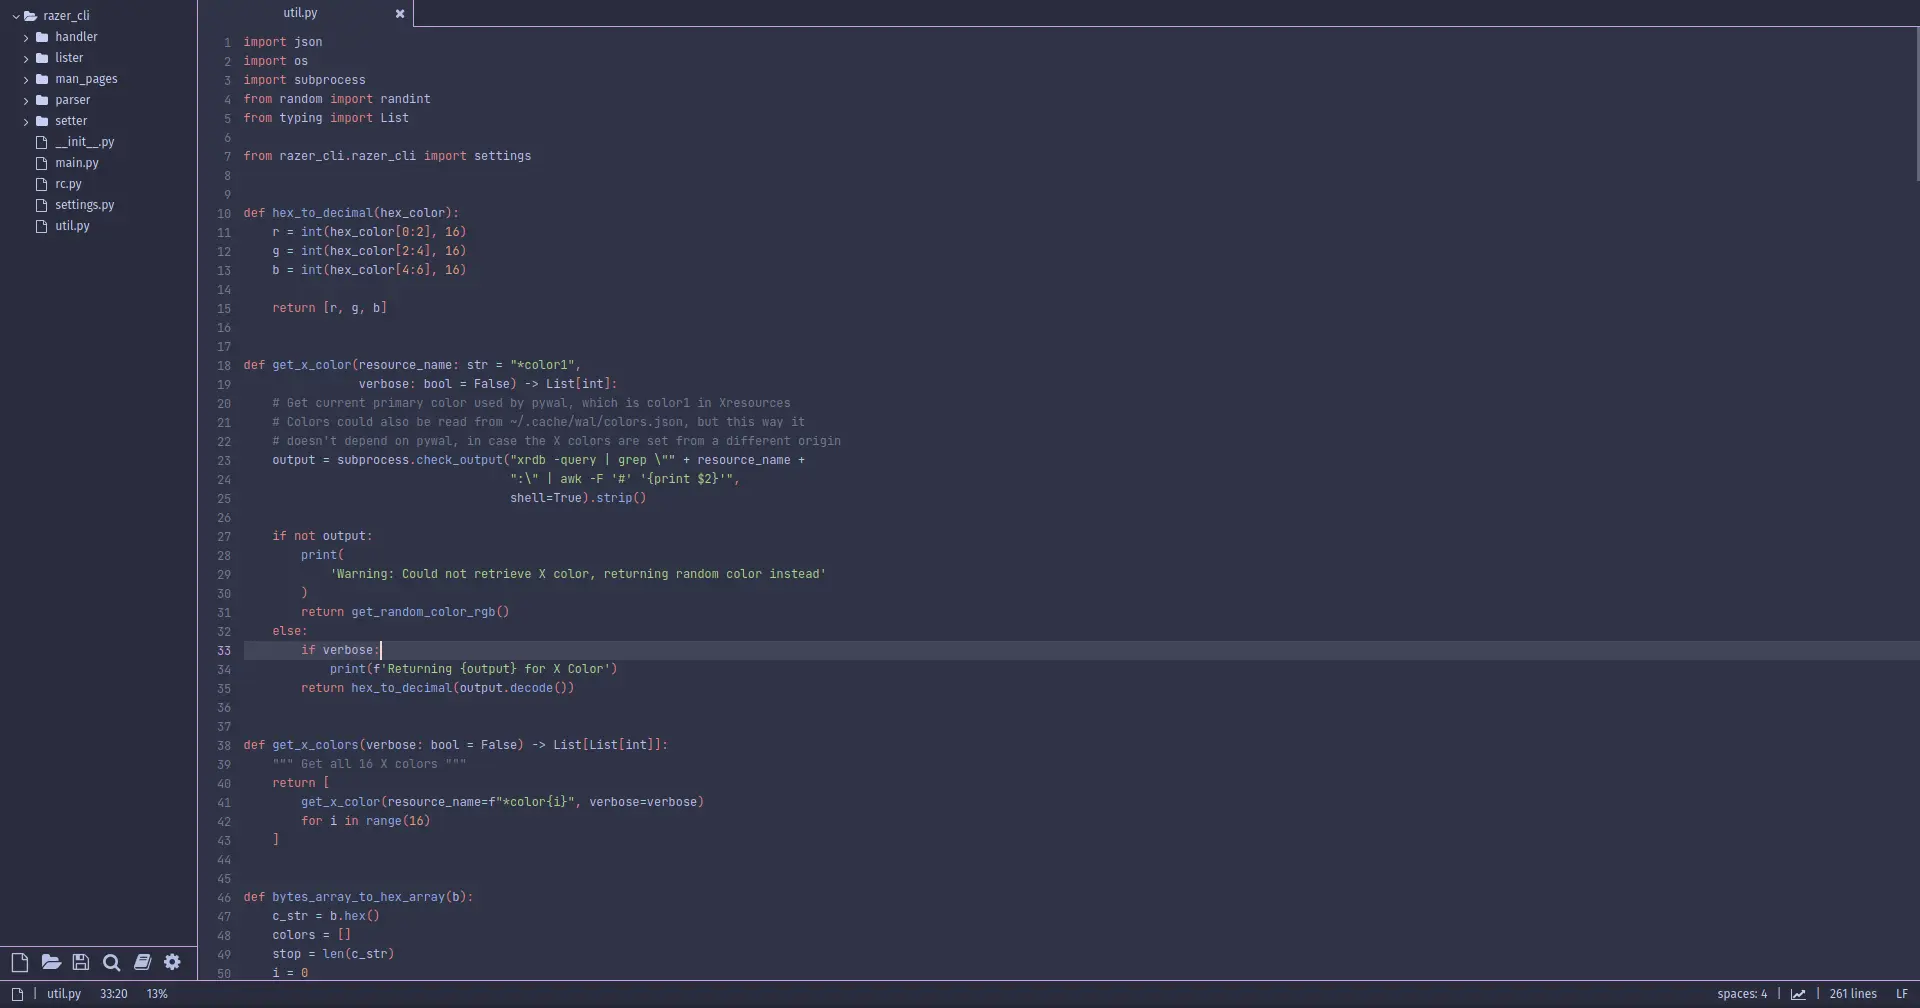 razer_cli
handler
lister
man_pages
parser
setter
__init__.py
main.py
rc.py
settings.py
util.py
util.py
1 import json
2 import os
3 import subprocess
4 from random import randint
5 from typing import List
6
7 from razer_cli.razer_cli import settings
8
9
10 def hex_to_decimal(hex_color):
11     r = int(hex_color[0:2], 16)
12     g = int(hex_color[2:4], 16)
13     b = int(hex_color[4:6], 16)
14
15     return [r, g, b]
16
17
18 def get_x_color(resource_name: str = "*color1",
19                 verbose: bool = False) -> List[int]:
20     # Get current primary color used by pywal, which is color1 in Xresources
21     # Colors could also be read from ~/.cache/wal/colors.json, but this way it
22     # doesn't depend on pywal, in case the X colors are set from a different origin
23     output = subprocess.check_output("xrdb -query | grep \"" + resource_name +
24                                      ":\" | awk -F '#' '{print $2}'",
25                                      shell=True).strip()
26
27     if not output:
28         print(
29             'Warning: Could not retrieve X color, returning random color instead'
30         )
31         return get_random_color_rgb()
32     else:
33         if verbose:
34             print(f'Returning {output} for X Color')
35         return hex_to_decimal(output.decode())
36
37
38 def get_x_colors(verbose: bool = False) -> List[List[int]]:
39     """ Get all 16 X colors """
40     return [
41         get_x_color(resource_name=f"*color{i}", verbose=verbose)
42         for i in range(16)
43     ]
44
45
46 def bytes_array_to_hex_array(b):
47     c_str = b.hex()
48     colors = []
49     stop = len(c_str)
50     i = 0
util.py 33:20 13%
spaces: 4 | | 261 lines LF